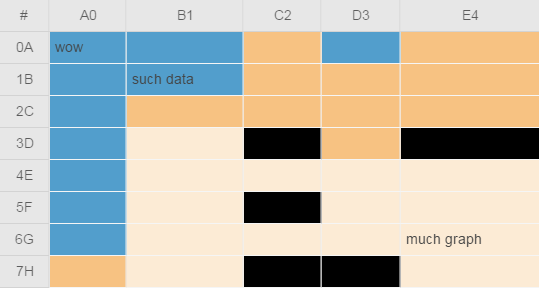 # A0 B1 C2 D3 E4
0A wow
1B such data
2C
3D
4E
5F
6G much graph
7H